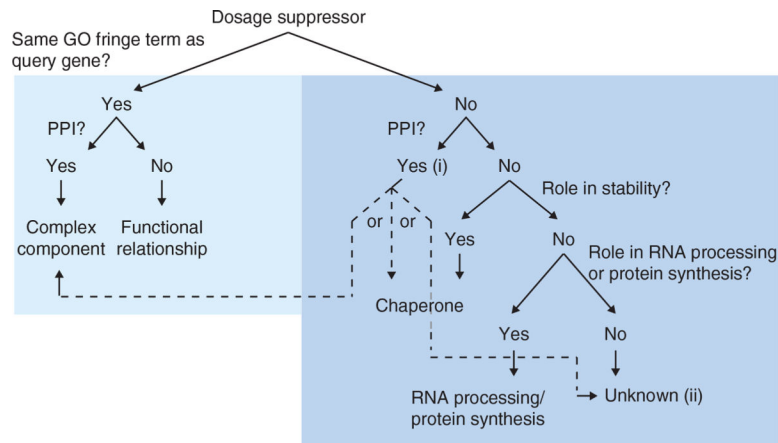 Dosage suppressor
Same GO fringe term as
query gene?
Yes
No
PPI?
PPI?
Yes
No
Yes (i)
No
Role in stability?
or
or
Complex
component
Functional
relationship
Yes
No
Role in RNA processing
or protein synthesis?
Chaperone
Yes
No
RNA processing/
protein synthesis
Unknown (ii)